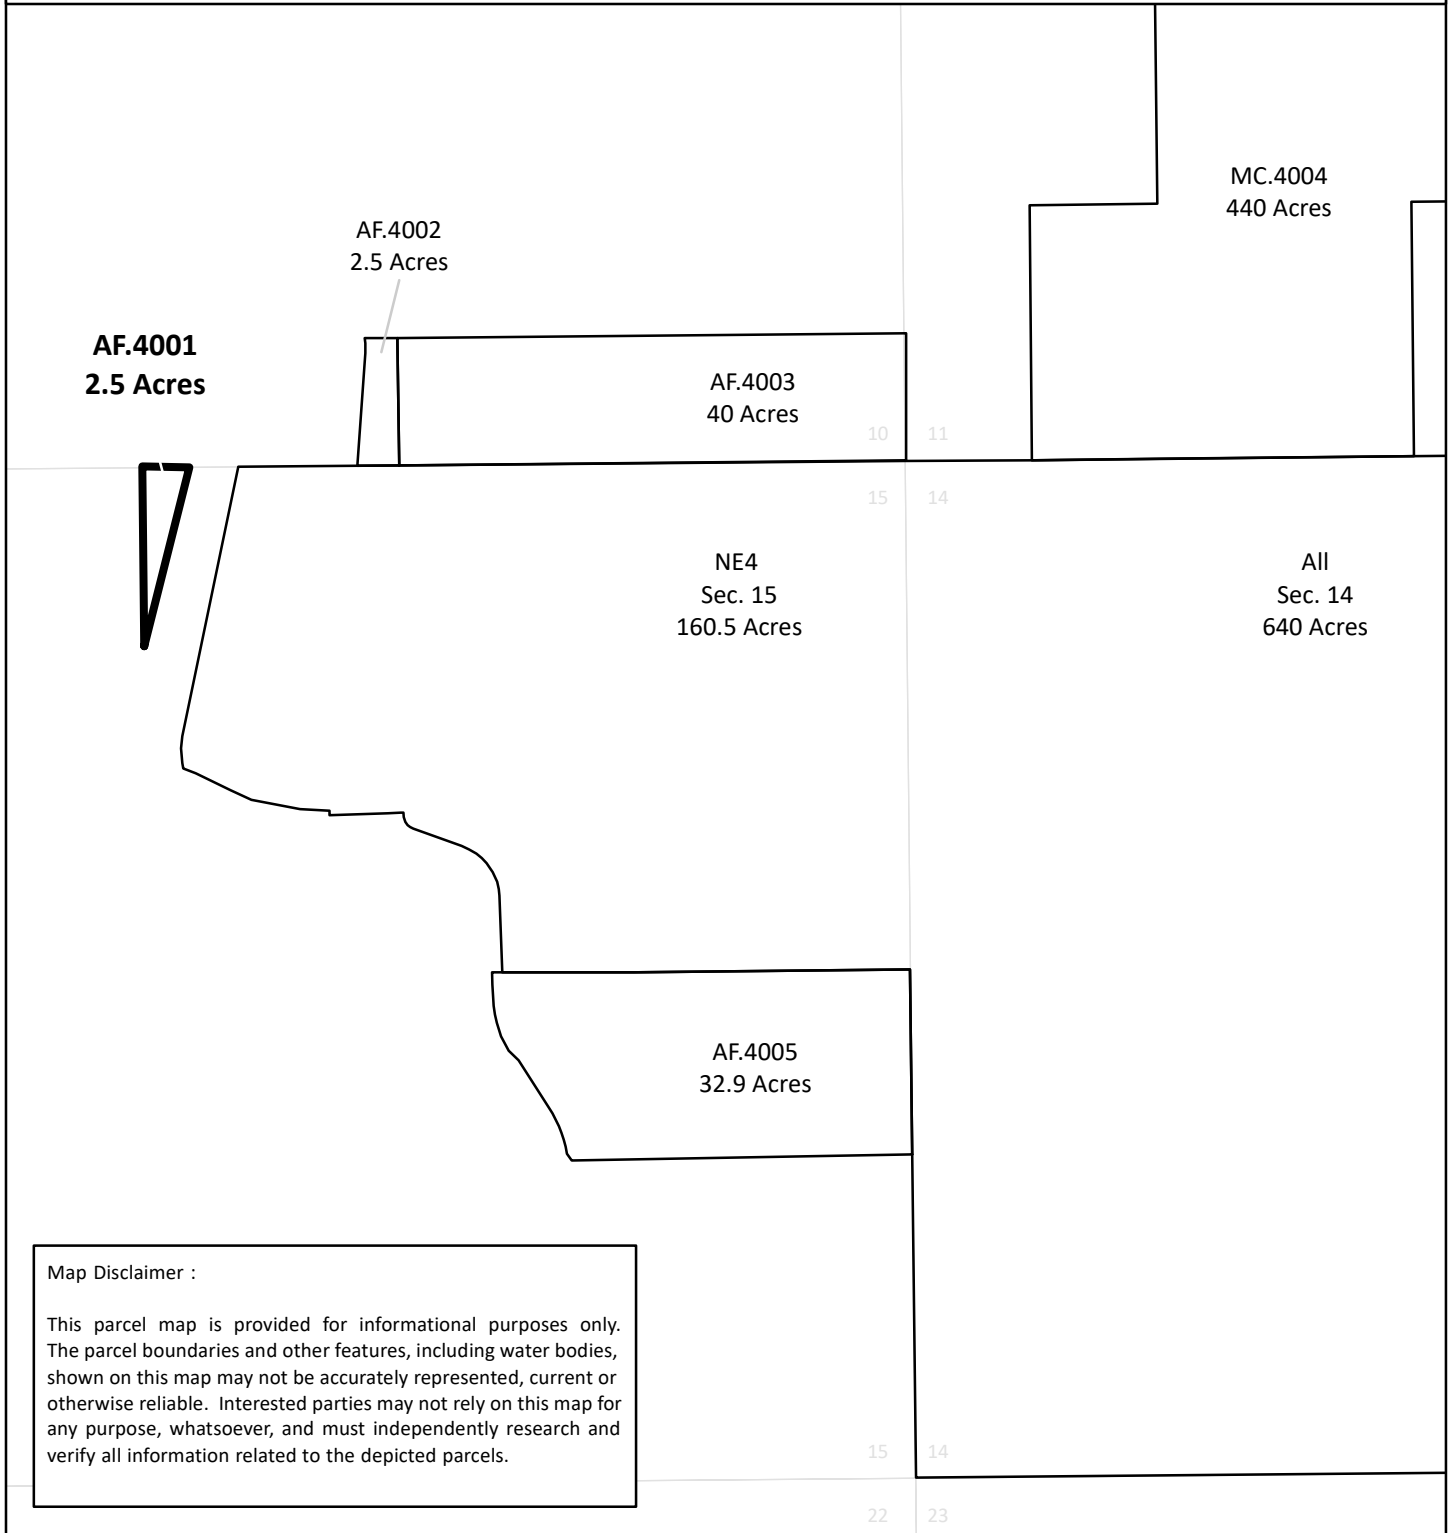 MC.4004
440 Acres
AF.4002
2.5 Acres
AF.4001
2.5 Acres
AF.4003
40 Acres
10
11
15
14
NE4
Sec. 15
160.5 Acres
All
Sec. 14
640 Acres
AF.4005
32.9 Acres
Map Disclaimer :
This parcel map is provided for informational purposes only.
The parcel boundaries and other features, including water bodies,
shown on this map may not be accurately represented, current or
otherwise reliable. Interested parties may not rely on this map for
any purpose, whatsoever, and must independently research and
verify all information related to the depicted parcels.
15
14
22
23